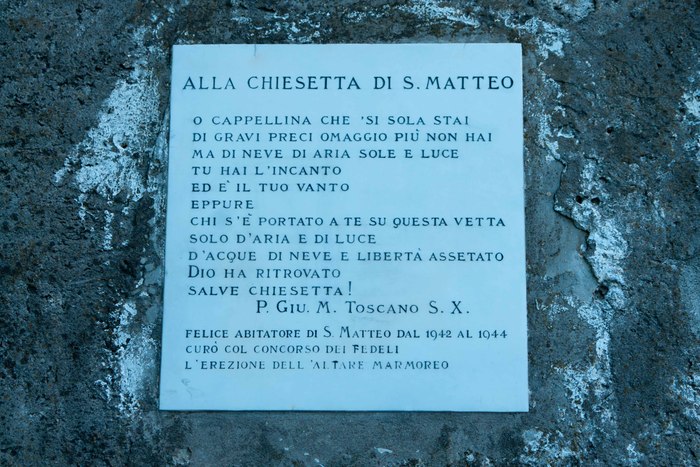 ALLA CHIESETTA DI S. MATTEO
O CAPPELLINA CHE 'SI SOLA STAI
DI GRAVI PRECI OMAGGIO PIÙ NON HAI
MA DI NEVE DI ARIA SOLE E LUCE
TU HAI L'INCANTO
ED È IL TUO VANTO
EPPURE
CHI S'È PORTATO A TE SU QUESTA VETTA
SOLO D'ARIA E DI LUCE
D'ACQUE DI NEVE E LIBERTÀ ASSETATO
DIO HA RITROVATO
SALVE CHIESETTA!
P. GIU. M. TOSCANO S. X.
FELICE ABITATORE DI S. MATTEO DAL 1942 AL 1944
CURÒ COL CONCORSO DEI FEDELI
L'EREZIONE DELL'ALTARE MARMOREO